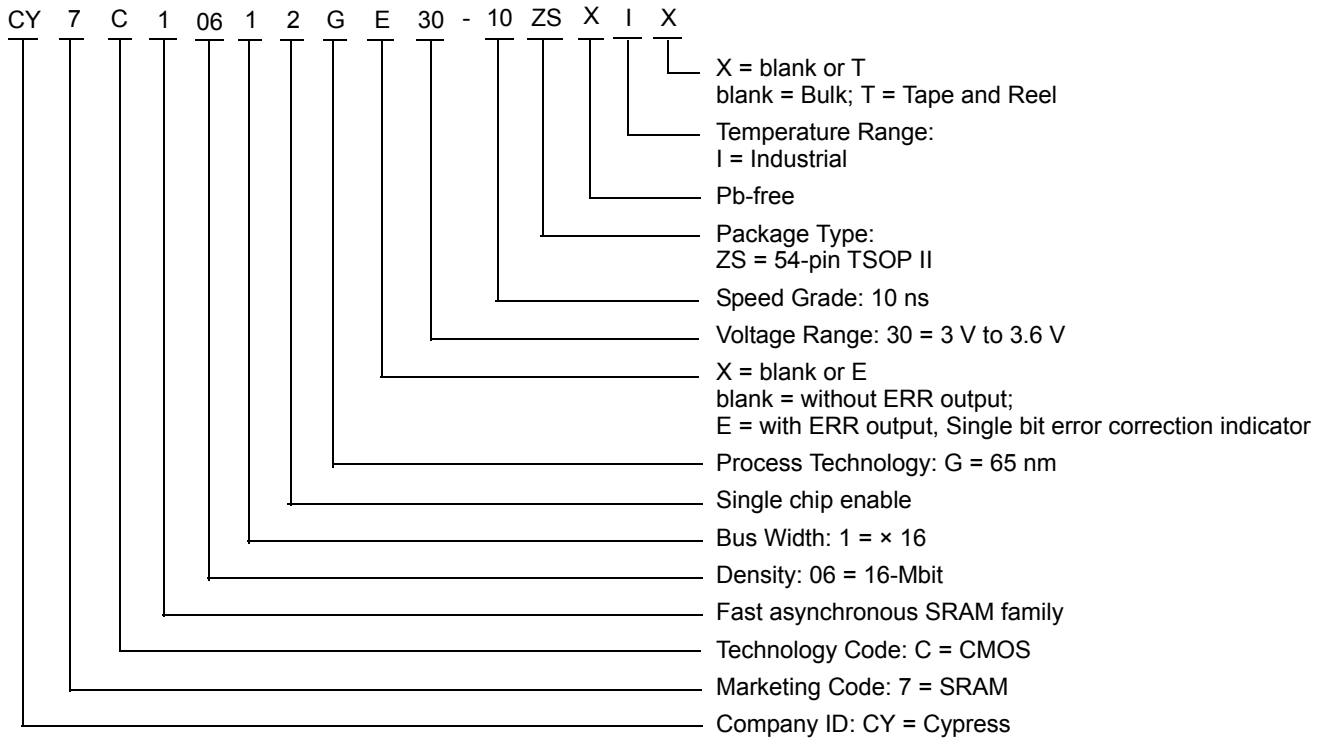 CY 7 C 1 06 1 2 G E 30 - 10 ZS X I X
X = blank or T
blank = Bulk; T = Tape and Reel
Temperature Range:
I = Industrial
Pb-free
Package Type:
ZS = 54-pin TSOP II
Speed Grade: 10 ns
Voltage Range: 30 = 3 V to 3.6 V
X = blank or E
blank = without ERR output;
E = with ERR output, Single bit error correction indicator
Process Technology: G = 65 nm
Single chip enable
Bus Width: 1 = × 16
Density: 06 = 16-Mbit
Fast asynchronous SRAM family
Technology Code: C = CMOS
Marketing Code: 7 = SRAM
Company ID: CY = Cypress